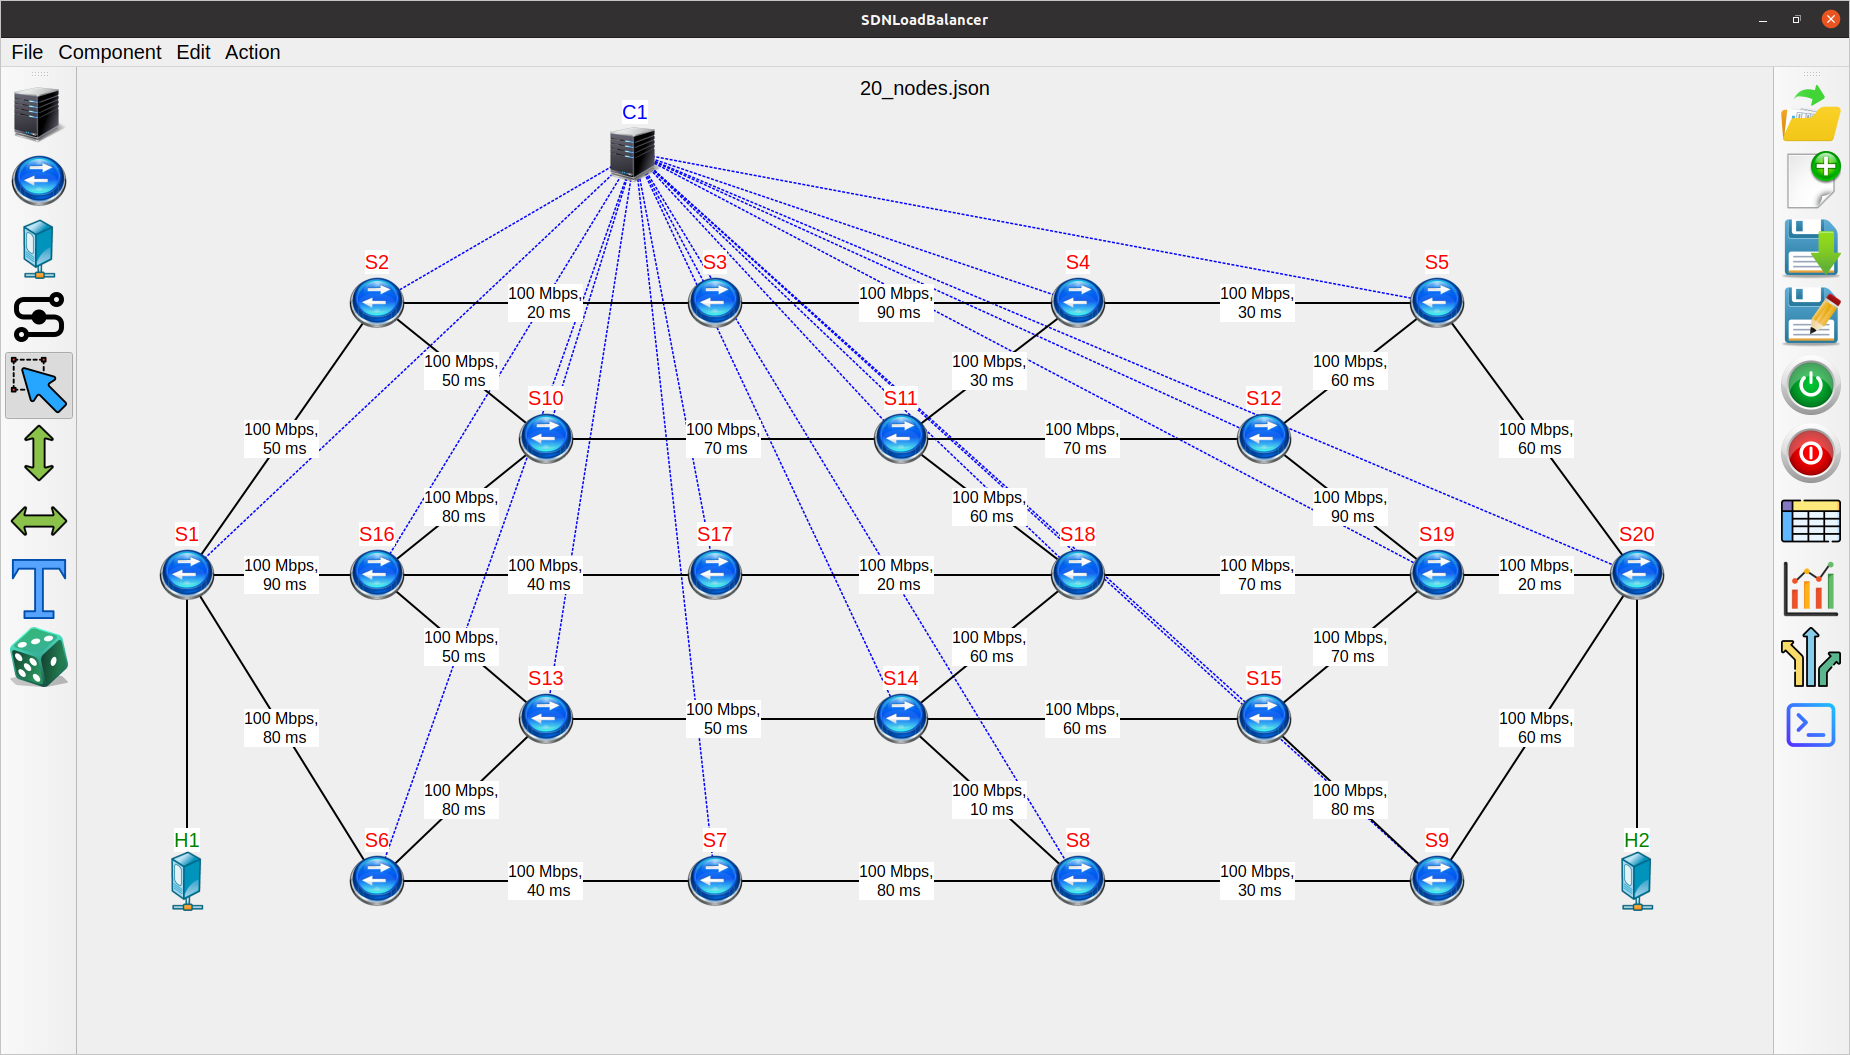 SDNLoadBalancer
File Component Edit Action
20_nodes.json
C1
S2
S3
S4
S5
100 Mbps,
20 ms
100 Mbps,
90 ms
100 Mbps,
30 ms
100 Mbps,
50 ms
100 Mbps,
30 ms
100 Mbps,
60 ms
S10
S11
S12
100 Mbps,
50 ms
100 Mbps,
70 ms
100 Mbps,
70 ms
100 Mbps,
60 ms
100 Mbps,
80 ms
100 Mbps,
60 ms
100 Mbps,
90 ms
S1
S16
S17
S18
S19
S20
100 Mbps,
90 ms
100 Mbps,
40 ms
100 Mbps,
20 ms
100 Mbps,
70 ms
100 Mbps,
20 ms
100 Mbps,
50 ms
100 Mbps,
60 ms
100 Mbps,
70 ms
S13
S14
S15
100 Mbps,
80 ms
100 Mbps,
50 ms
100 Mbps,
60 ms
100 Mbps,
60 ms
100 Mbps,
80 ms
100 Mbps,
10 ms
100 Mbps,
80 ms
H1
S6
S7
S8
S9
H2
100 Mbps,
40 ms
100 Mbps,
80 ms
100 Mbps,
30 ms